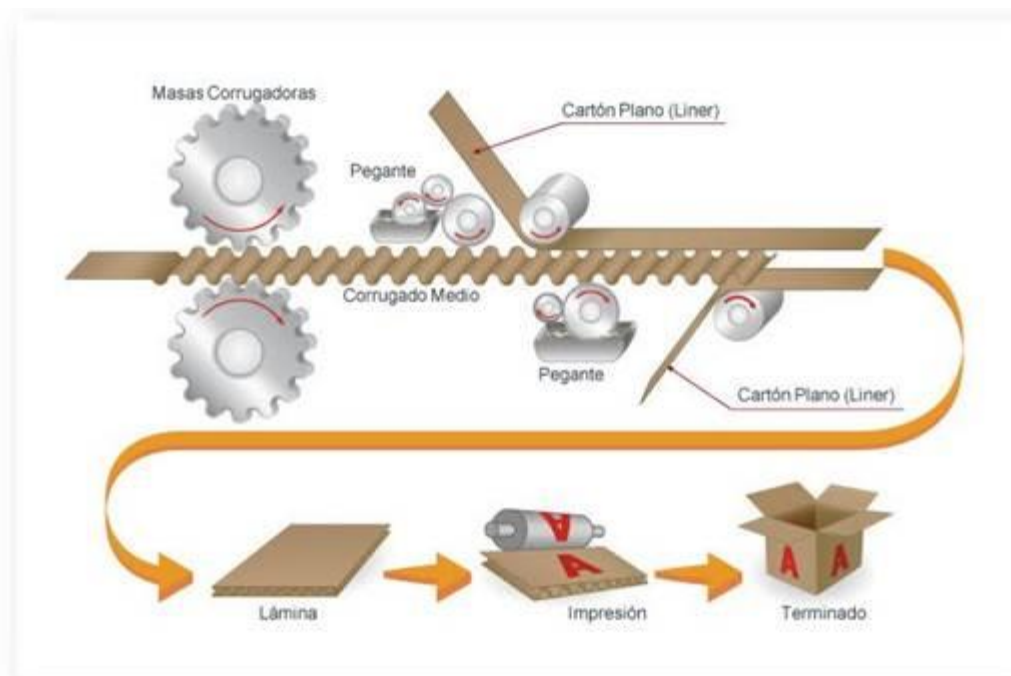 Masas Corrugadoras
Cartón Plano (Liner)
Pegante
Corrugado Medio
Pegante
Cartón Plano (Liner)
A
A
A A
Lámina
Impresión
Terminado